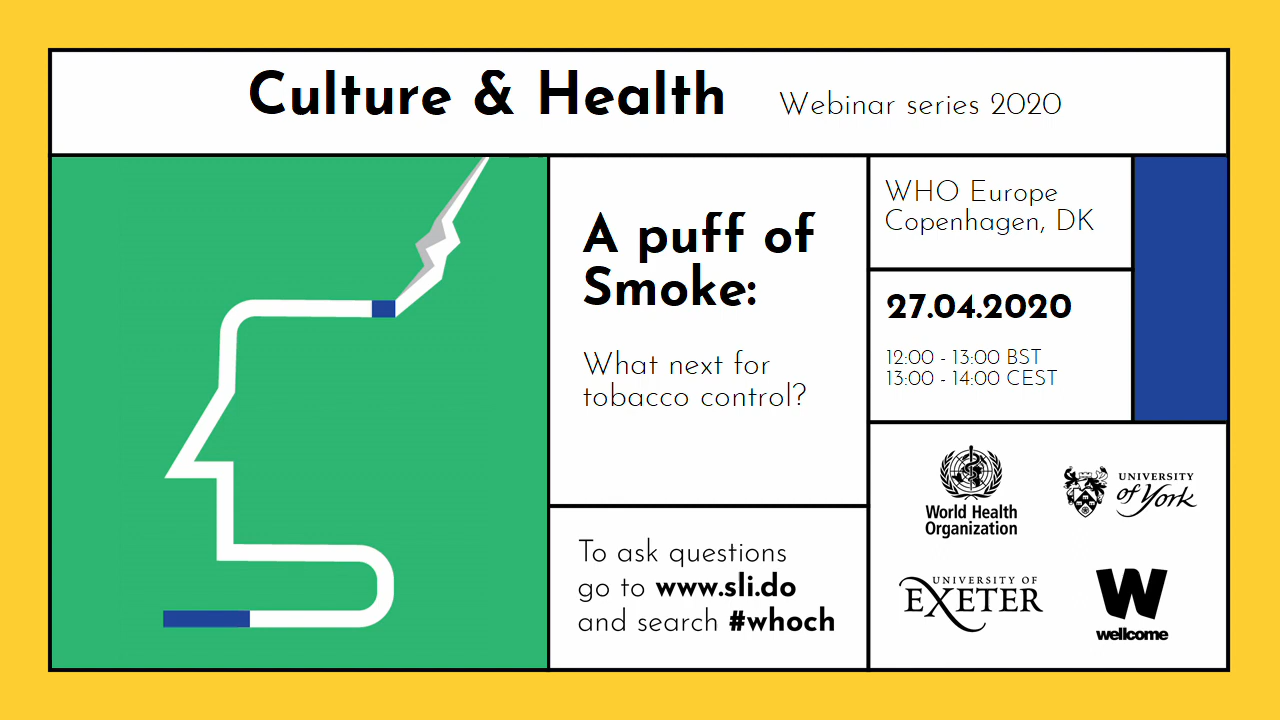 Culture & Health Webinar series 2020
A puff of
Smoke:
What next for
tobacco control?
To ask questions
go to www.sli.do
and search #whoch
WHO Europe
Copenhagen, DK
27.04.2020
12:00 - 13:00 BST
13:00 - 14:00 CEST
World Health
Organization
UNIVERSITY
of York
UNIVERSITY OF
EXETER
W
wellcome